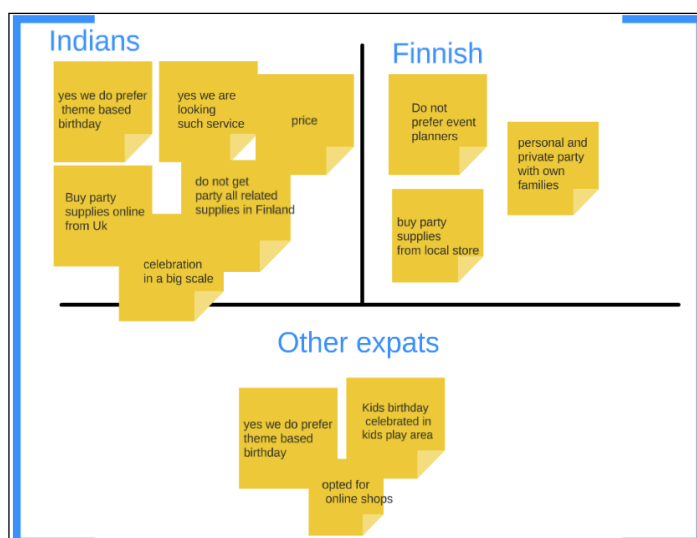 Indians
yes we do prefer
theme based
birthday
yes we are
looking
such service
price
Buy party
supplies online
from Uk
do not get
party all related
supplies in Finland
celebration
in a big scale
Finnish
Do not
prefer event
planners
personal and
private party
with own
families
buy party
supplies
from local store
Other expats
yes we do prefer
theme based
birthday
Kids birthday
celebrated in
kids play area
opted for
online shops